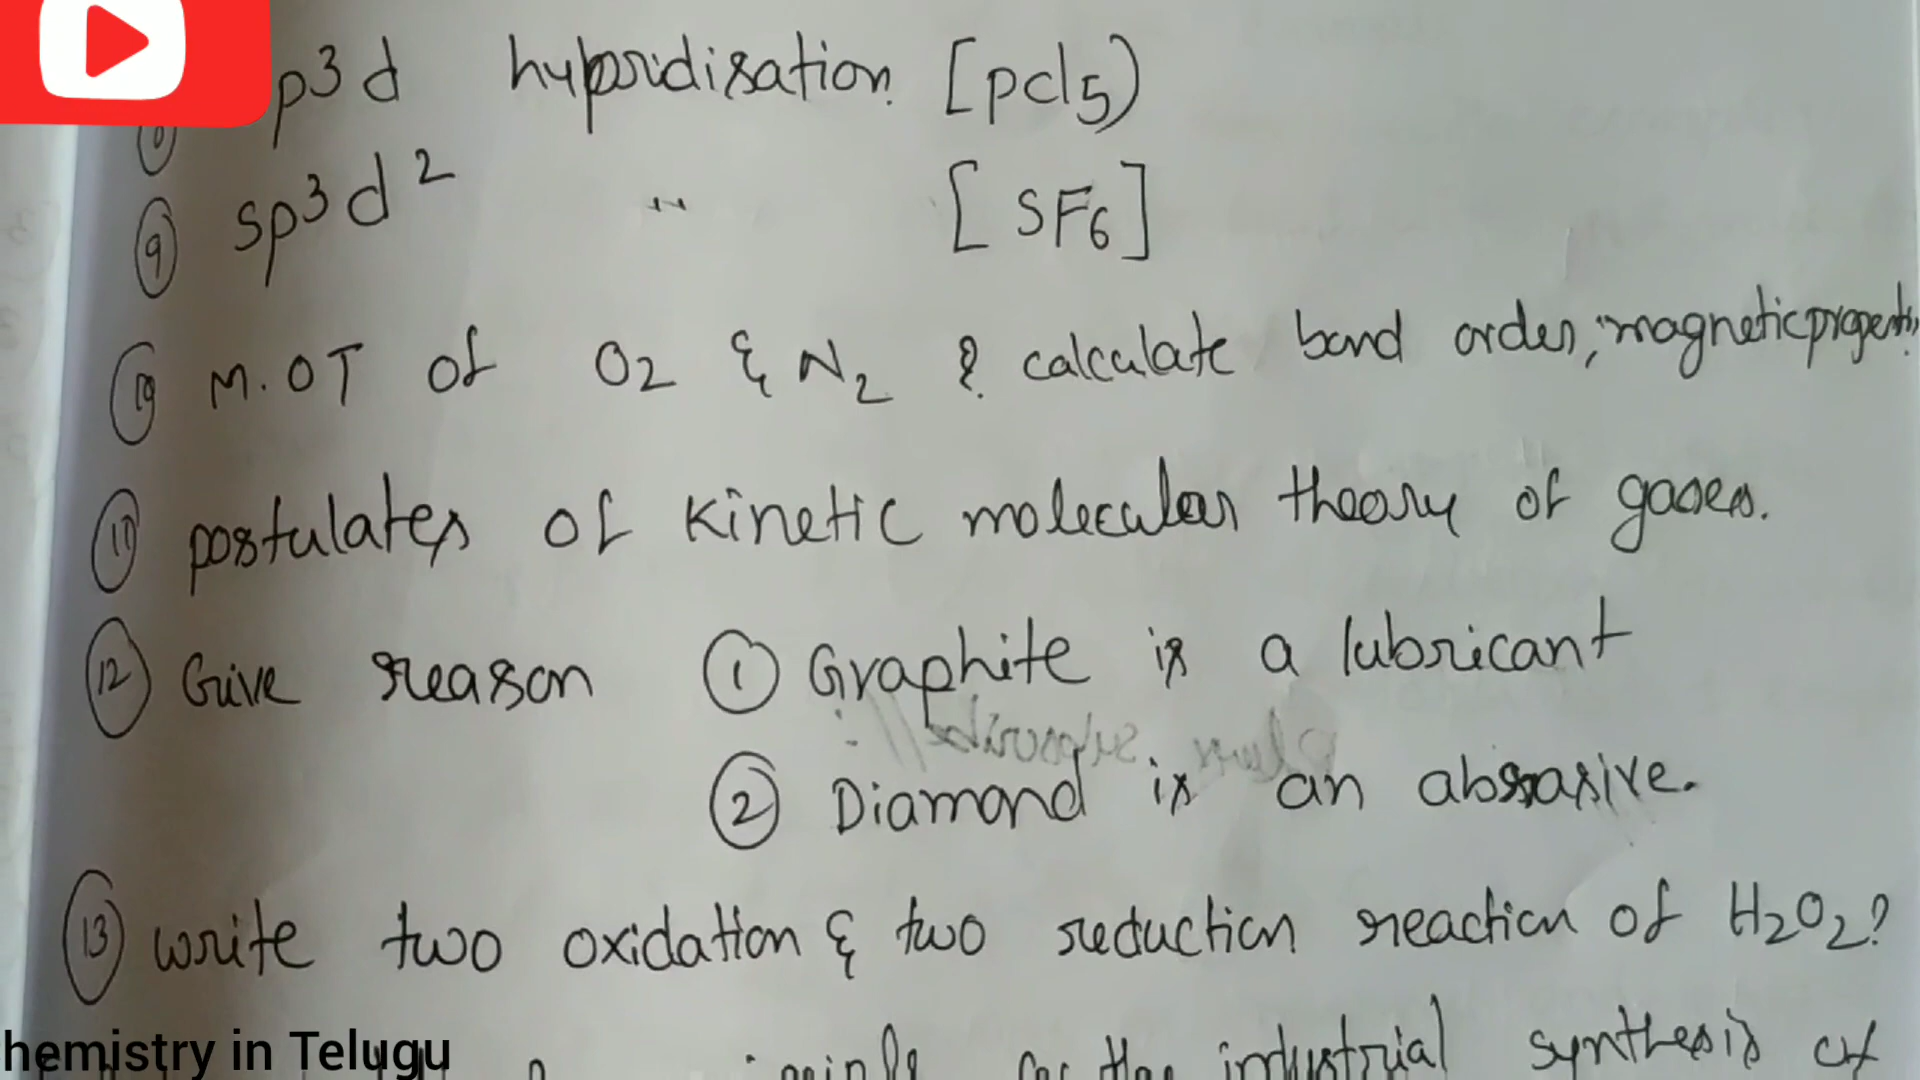 p3d hybridisation [pcl5)
⑨ sp3d2 " [SF6]
⑩ M.OT of O2 & N2 ? calculate bond order, magnetic
⑪ postulates of kinetic molecular theory of gases.
⑫ Give reason ① Graphite is a lubricant
② Diamond is an abrasive.
⑬ write two oxidation & two reduction reaction of H2O2?
industrial synthesis of
hemistry in Telugu